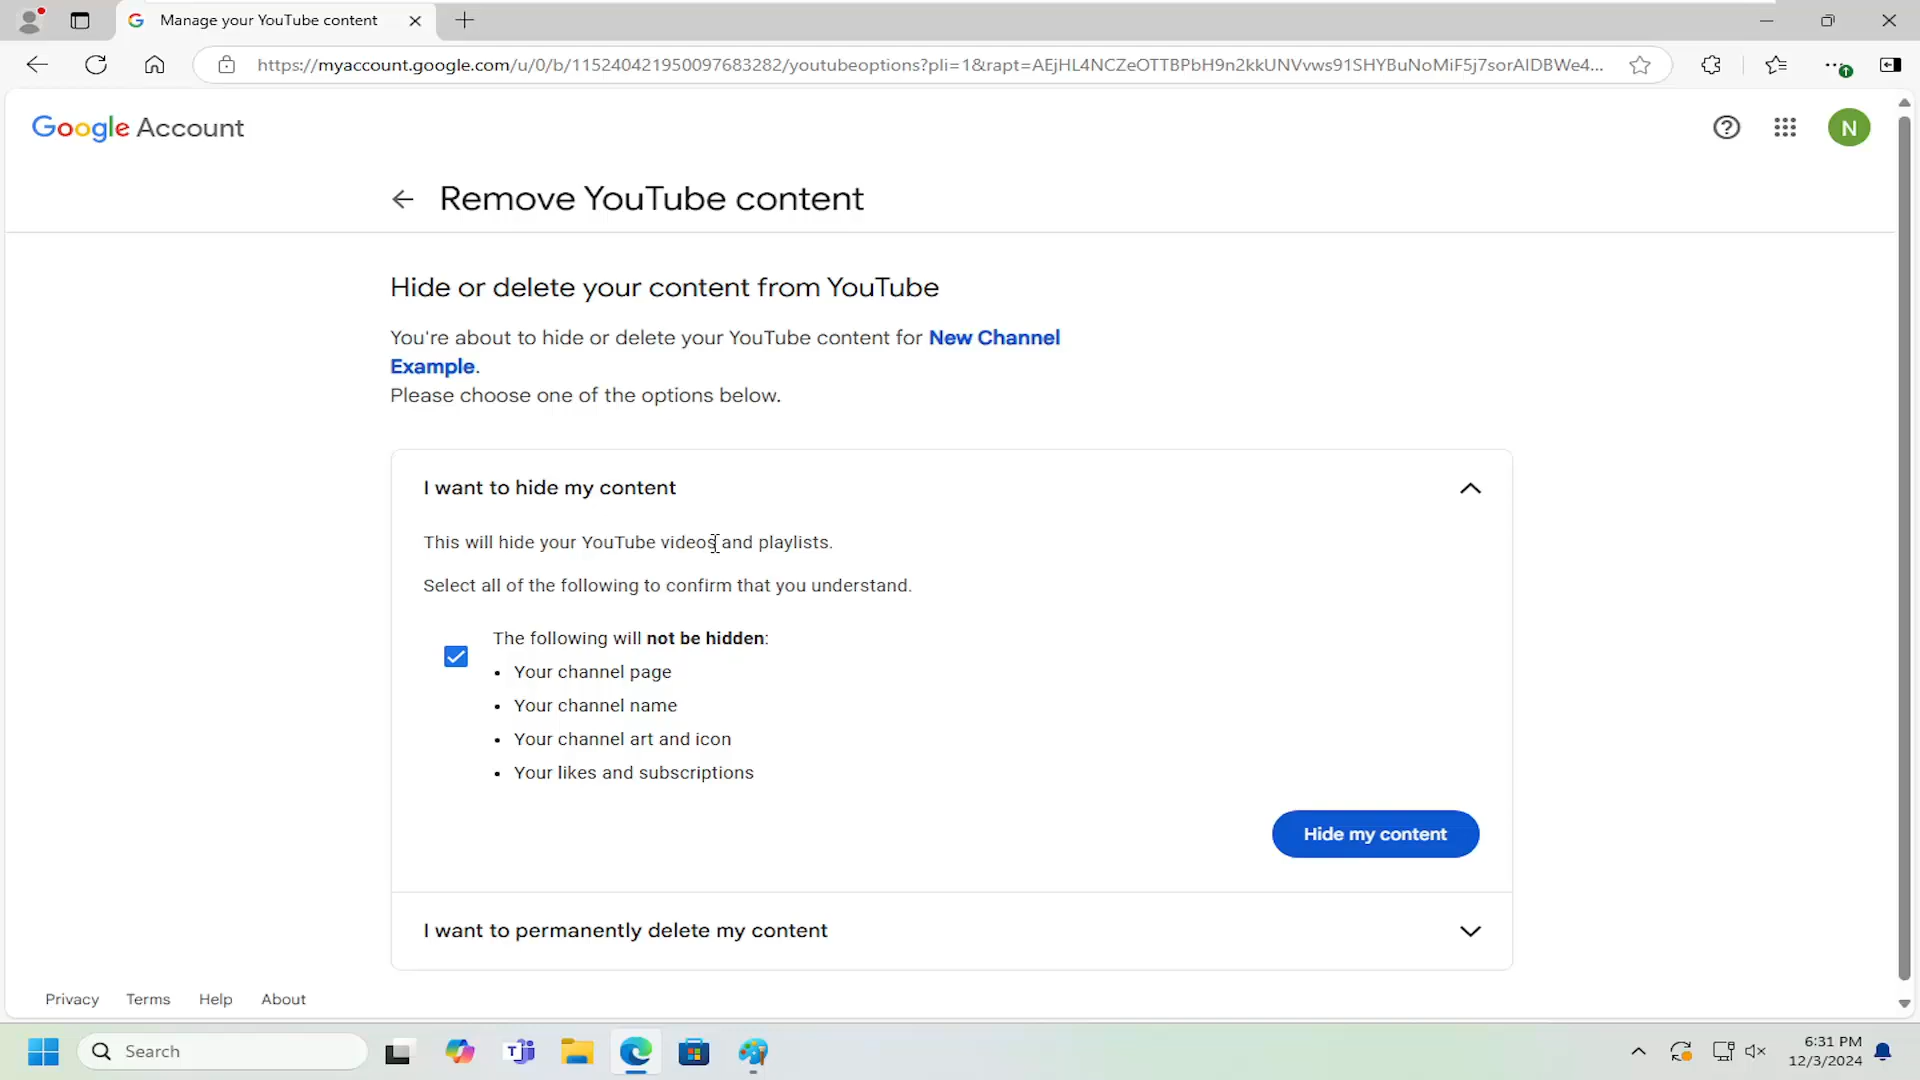 Manage your YouTube content
https://myaccount.google.com/u/0/b/115240421950097683282/youtubeoptions?pli=1&rapt=AEjHL4NCZeOTTBPbH9n2kkUNVvws91SHYBuNoMiF5j7sorAIDBWe4...
Google Account
N
Remove YouTube content
Hide or delete your content from YouTube
You're about to hide or delete your YouTube content for New Channel
Example.
Please choose one of the options below.
I want to hide my content
This will hide your YouTube videos and playlists.
Select all of the following to confirm that you understand.
The following will not be hidden:
• Your channel page
• Your channel name
• Your channel art and icon
• Your likes and subscriptions
Hide my content
I want to permanently delete my content
Privacy Terms Help About
Search
6:31 PM
12/3/2024